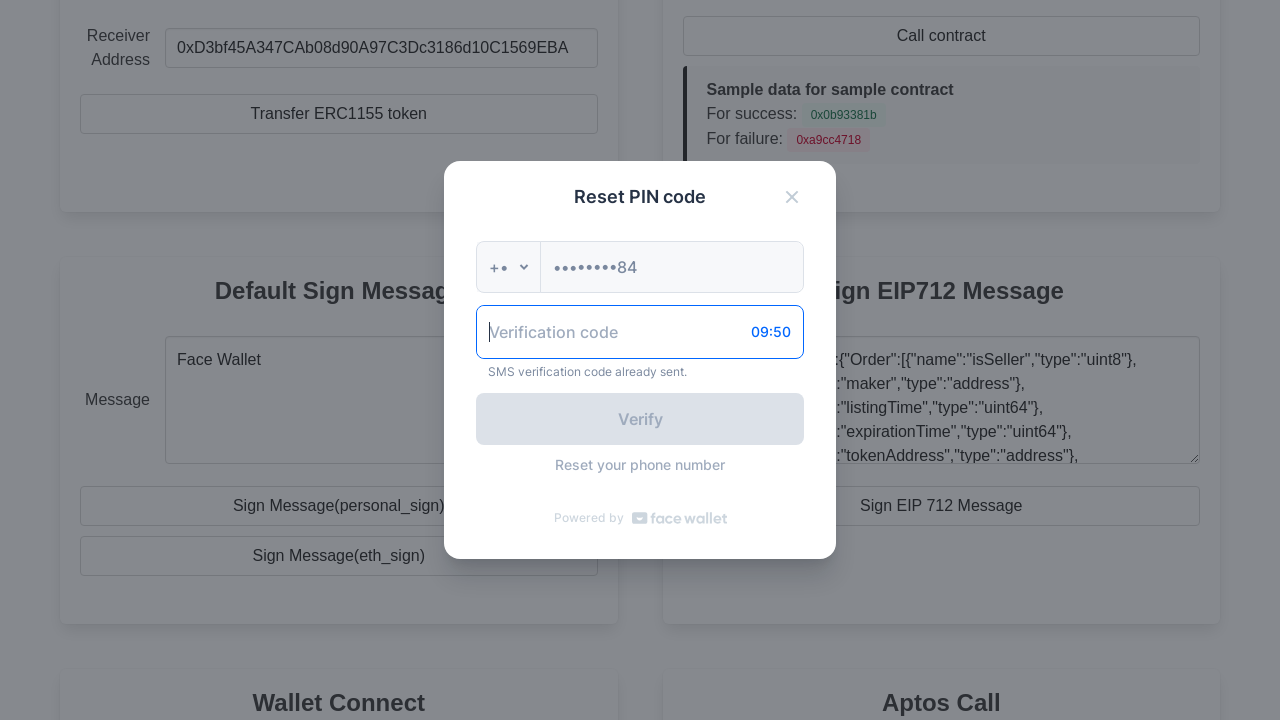 Receiver
Address
0xD3bf45A347CAb08d90A97C3Dc3186d10C1569EBA
Transfer ERC1155 token
Call contract
Sample data for sample contract
For success: 0x0b93381b
For failure: 0xa9cc4718
Reset PIN code
+•
••••••••84
Verification code
09:50
SMS verification code already sent.
Verify
Reset your phone number
Powered by face wallet
Default Sign Messag
Message
Face Wallet
Sign Message(personal_sign)
Sign Message(eth_sign)
ign EIP712 Message
:{"Order":[{"name":"isSeller","type":"uint8"},
:"maker","type":"address"},
:"listingTime","type":"uint64"},
:"expirationTime","type":"uint64"},
:"tokenAddress","type":"address"},
Sign EIP 712 Message
Wallet Connect
Aptos Call